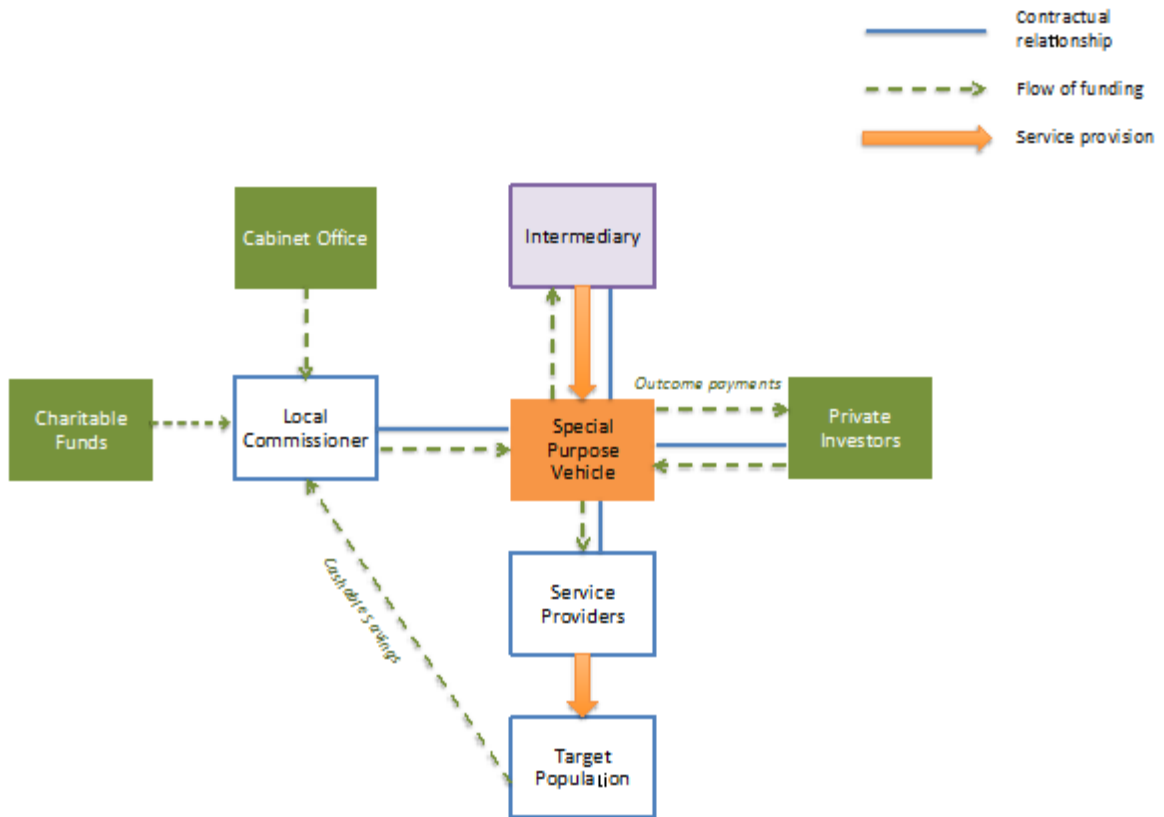 Contractual
relationship
Flow of funding
Service provision
Cabinet Office
Intermediary
Charitable
Funds
Local
Commissioner
Special
Purpose
Vehicle
Outcome payments
Private
Investors
Cashable Savings
Service
Providers
Target
Population